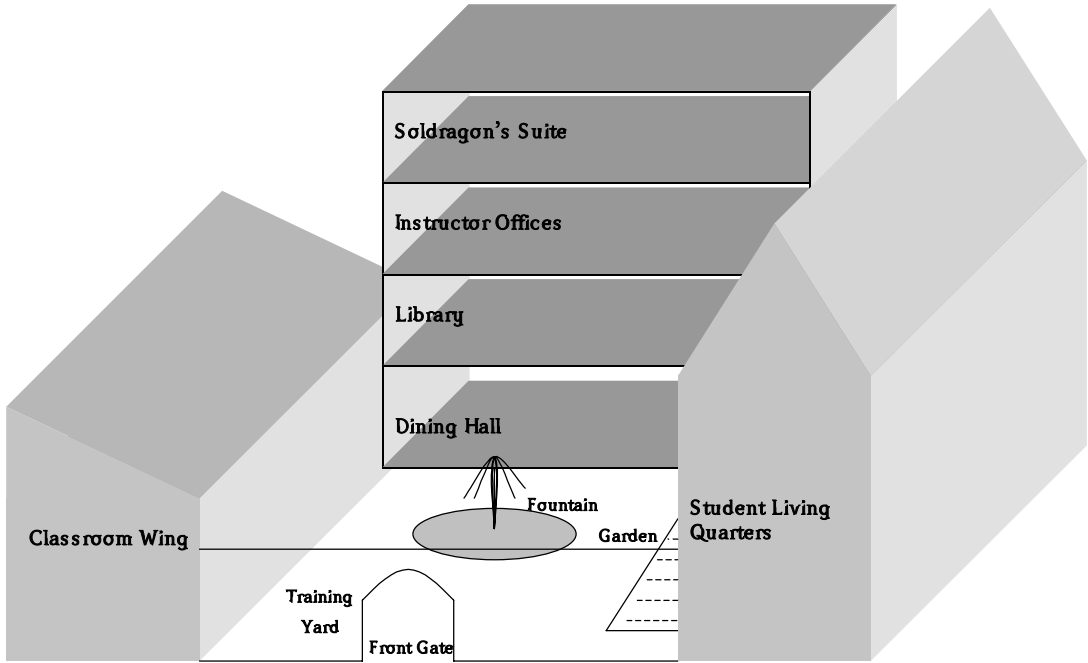 Soldragon's Suite
Instructor Offices
Library
Dining Hall
Fountain
Student Living
Quarters
Garden
Classroom Wing
Training
Yard
Front Gate